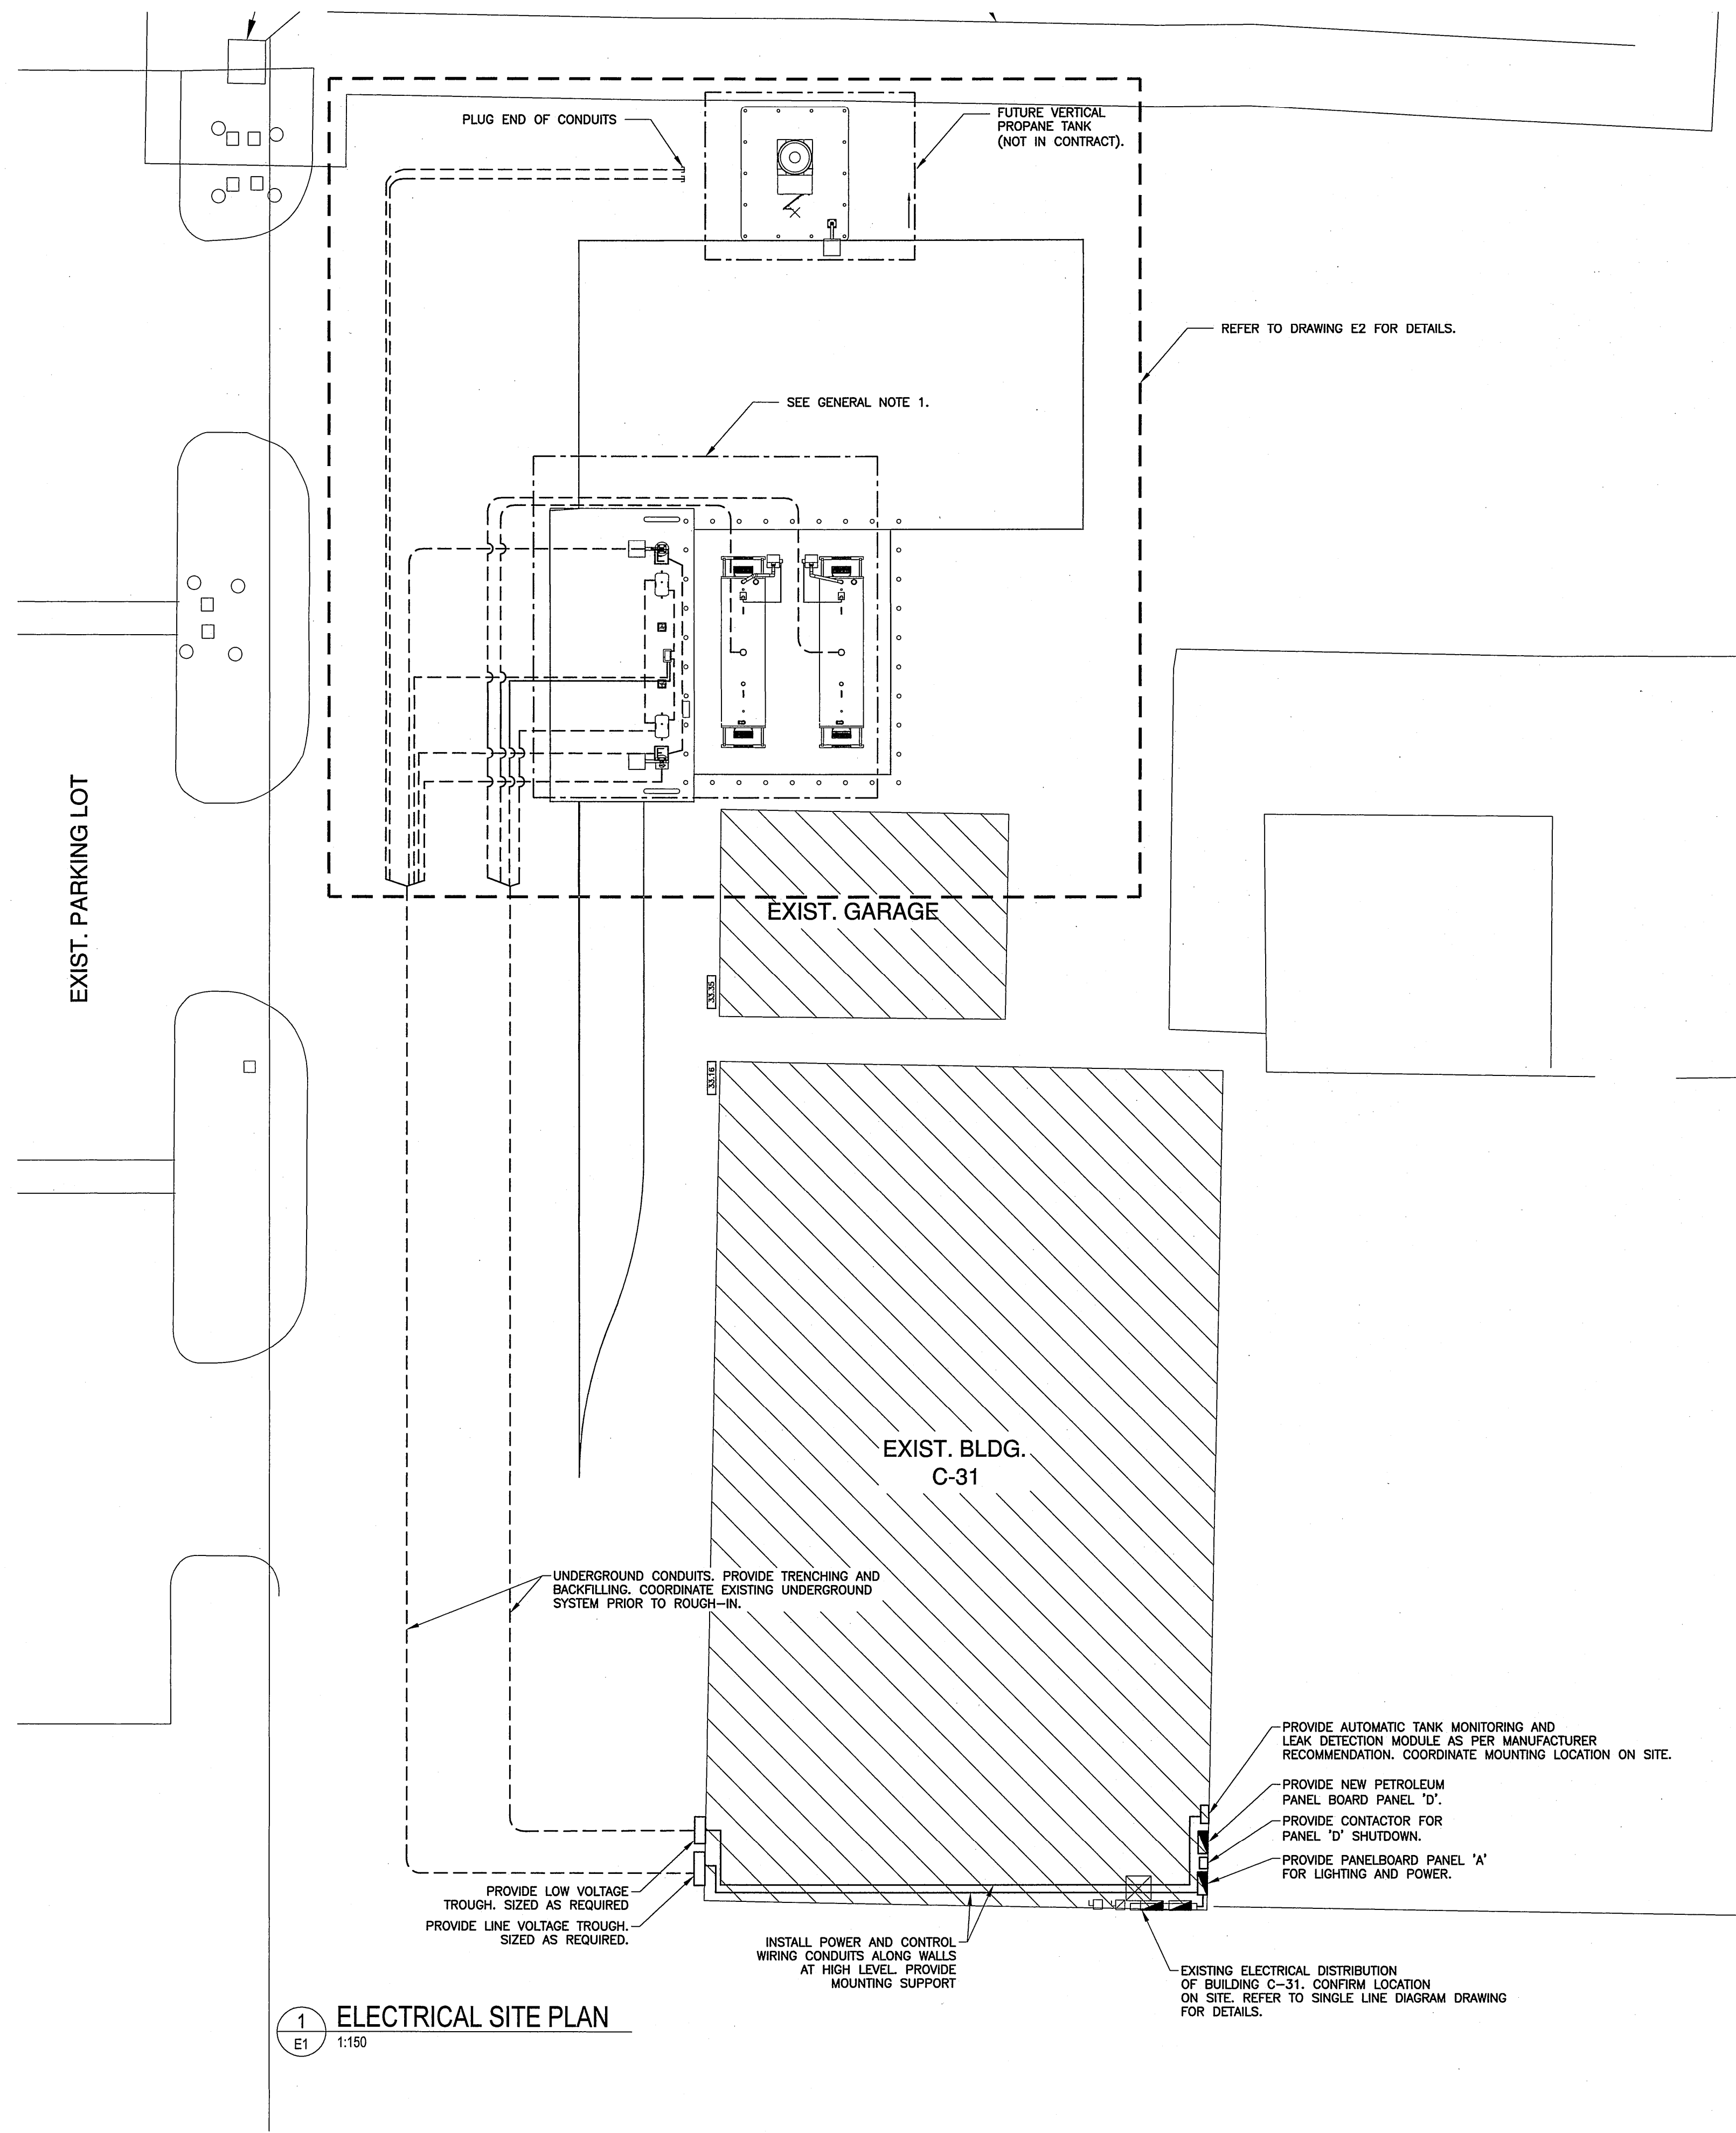 PLUG END OF CONDUITS
FUTURE VERTICAL
PROPANE TANK
(NOT IN CONTRACT).
REFER TO DRAWING E2 FOR DETAILS.
SEE GENERAL NOTE 1.
EXIST. PARKING LOT
EXIST. GARAGE
33.35
33.16
EXIST. BLDG.
C-31
UNDERGROUND CONDUITS. PROVIDE TRENCHING AND
BACKFILLING. COORDINATE EXISTING UNDERGROUND
SYSTEM PRIOR TO ROUGH-IN.
PROVIDE AUTOMATIC TANK MONITORING AND
LEAK DETECTION MODULE AS PER MANUFACTURER
RECOMMENDATION. COORDINATE MOUNTING LOCATION ON SITE.
PROVIDE NEW PETROLEUM
PANEL BOARD PANEL 'D'.
PROVIDE CONTACTOR FOR
PANEL 'D' SHUTDOWN.
PROVIDE PANELBOARD PANEL 'A'
FOR LIGHTING AND POWER.
PROVIDE LOW VOLTAGE
TROUGH. SIZED AS REQUIRED
PROVIDE LINE VOLTAGE TROUGH.
SIZED AS REQUIRED.
INSTALL POWER AND CONTROL
WIRING CONDUITS ALONG WALLS
AT HIGH LEVEL. PROVIDE
MOUNTING SUPPORT
EXISTING ELECTRICAL DISTRIBUTION
OF BUILDING C-31. CONFIRM LOCATION
ON SITE. REFER TO SINGLE LINE DIAGRAM DRAWING
FOR DETAILS.
1
E1
ELECTRICAL SITE PLAN
1:150